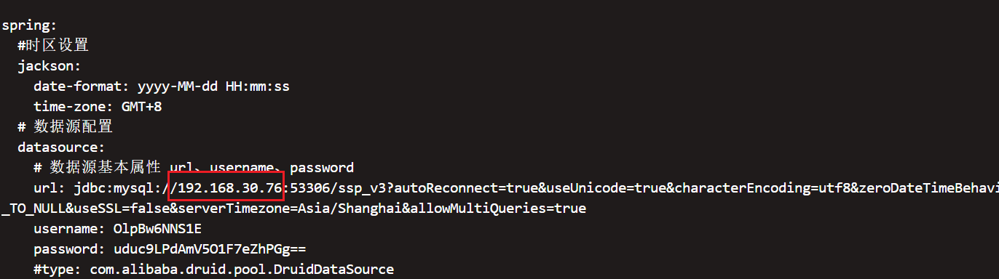 spring:
  #时区设置
  jackson:
    date-format: yyyy-MM-dd HH:mm:ss
    time-zone: GMT+8
  # 数据源配置
  datasource:
    # 数据源基本属性 url、username、password
    url: jdbc:mysql://192.168.30.76:53306/ssp_v3?autoReconnect=true&useUnicode=true&characterEncoding=utf8&zeroDateTimeBehavi
_TO_NULL&useSSL=false&serverTimezone=Asia/Shanghai&allowMultiQueries=true
    username: OlpBw6NNS1E
    password: uduc9LPdAmV5O1F7eZhPGg==
    #type: com.alibaba.druid.pool.DruidDataSource